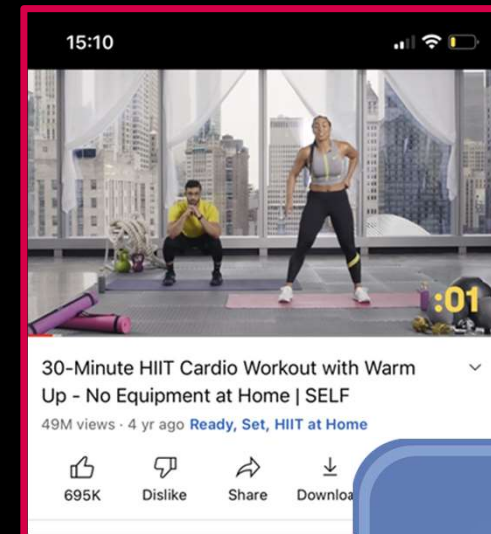 15:10
:01
30-Minute HIIT Cardio Workout with Warm
Up - No Equipment at Home | SELF
49M views · 4 yr ago Ready, Set, HIIT at Home
695K Dislike Share Downloa